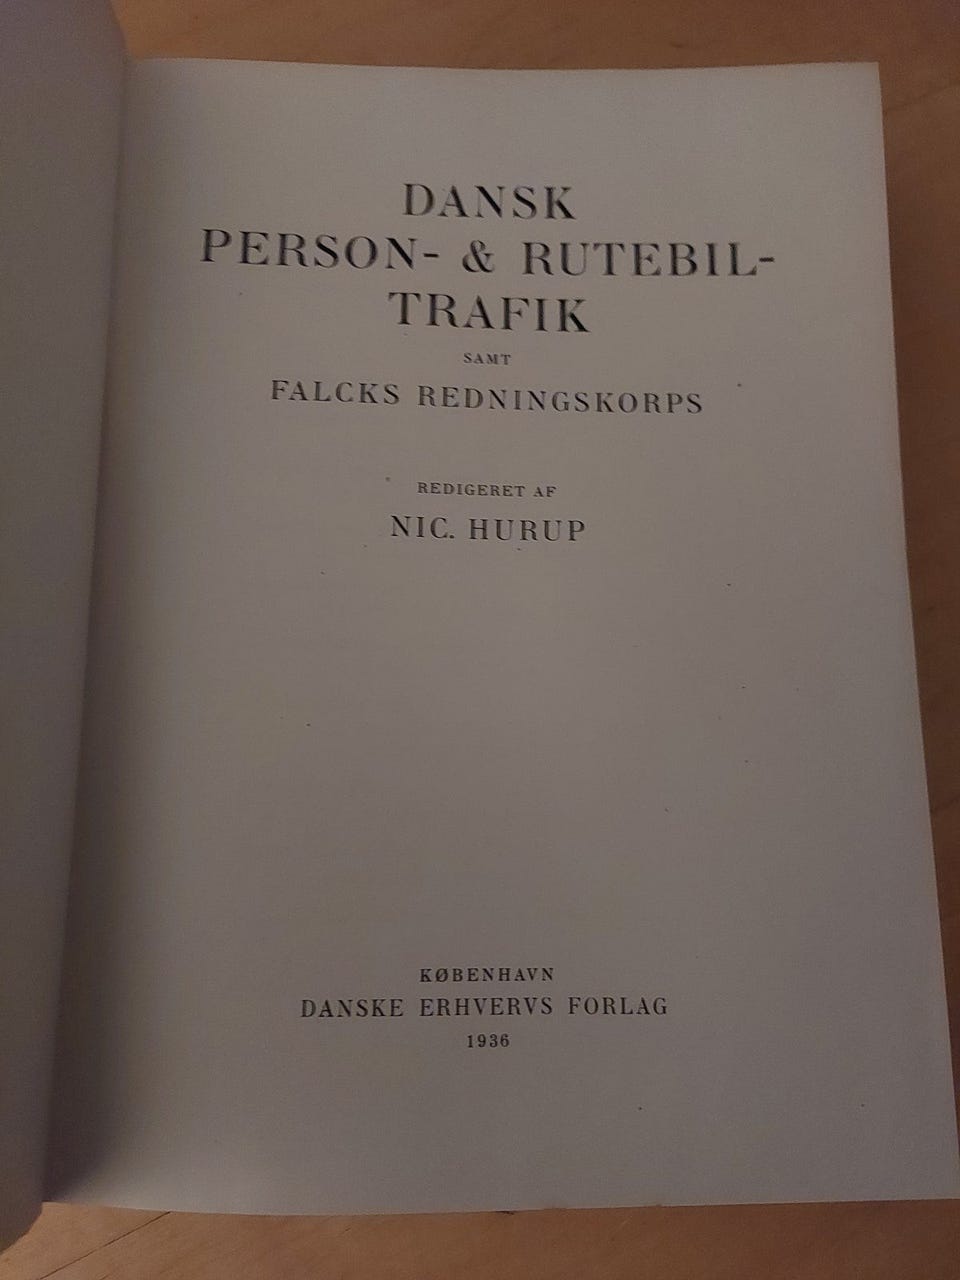 DANSK
PERSON- & RUTEBIL-
TRAFIK
SAMT
FALCKS REDNINGSKORPS
REDIGERET AF
NIC. HURUP
KØBENHAVN
DANSKE ERHVERVS FORLAG
1936